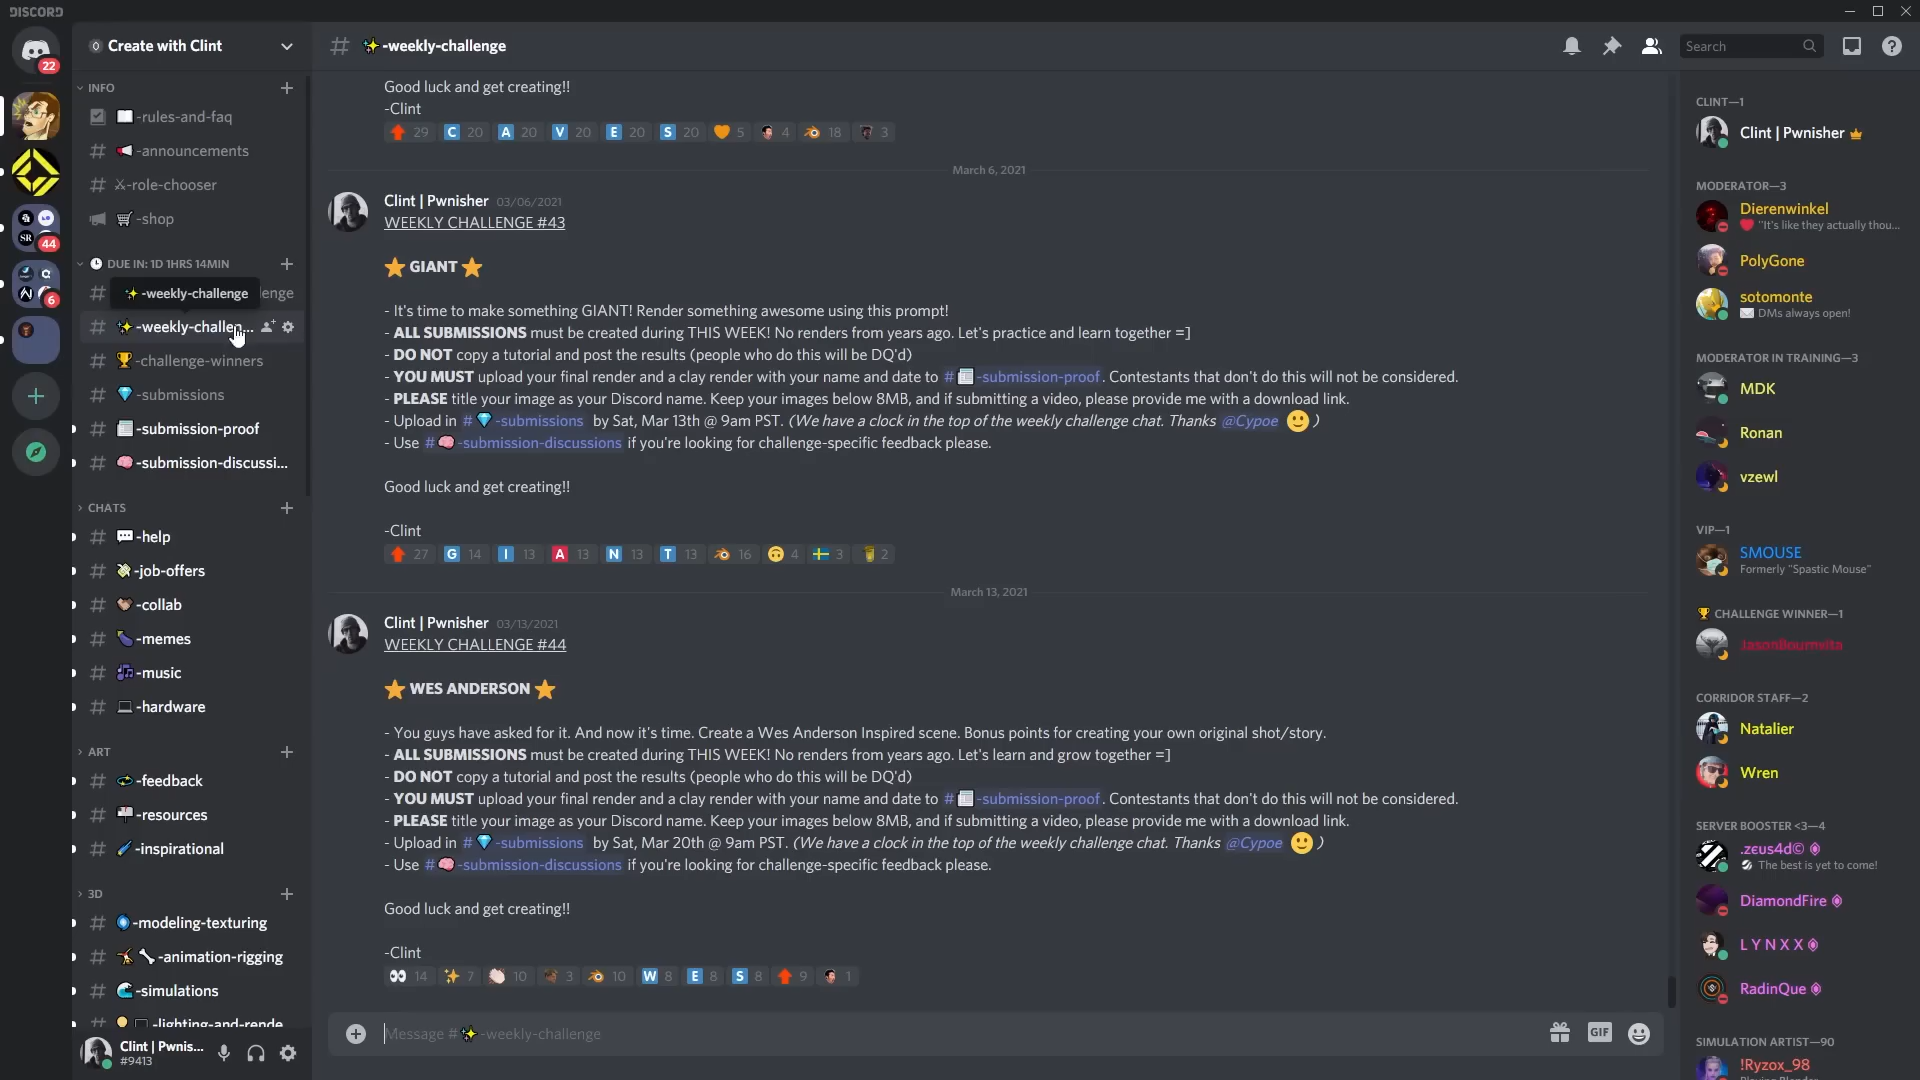 DISCORD
22
44
SR
6
Create with Clint
INFO
-rules-and-faq
-announcements
-role-chooser
-shop
DUE IN: 1D 1HRS 14MIN
-weekly-challenge
lenge
-weekly-challen...
-challenge-winners
-submissions
-submission-proof
-submission-discussi...
CHATS
-help
-job-offers
-collab
-memes
-music
-hardware
ART
-feedback
-resources
-inspirational
3D
-modeling-texturing
-animation-rigging
-simulations
-lighting-and-rende
Clint | Pwnis...
#9413
-weekly-challenge
Search
Good luck and get creating!!
-Clint
29 C 20 A 20 V 20 E 20 S 20 5 4 18 3
March 6, 2021
Clint | Pwnisher 03/06/2021
WEEKLY CHALLENGE #43
GIANT
- It's time to make something GIANT! Render something awesome using this prompt!
- ALL SUBMISSIONS must be created during THIS WEEK! No renders from years ago. Let's practice and learn together =]
- DO NOT copy a tutorial and post the results (people who do this will be DQ'd)
- YOU MUST upload your final render and a clay render with your name and date to #-submission-proof. Contestants that don't do this will not be considered.
- PLEASE title your image as your Discord name. Keep your images below 8MB, and if submitting a video, please provide me with a download link.
- Upload in #-submissions by Sat, Mar 13th @ 9am PST. (We have a clock in the top of the weekly challenge chat. Thanks @Cypoe )
- Use #-submission-discussions if you're looking for challenge-specific feedback please.
Good luck and get creating!!
-Clint
27 G 14 I 13 A 13 N 13 T 13 16 4 3 2
March 13, 2021
Clint | Pwnisher 03/13/2021
WEEKLY CHALLENGE #44
WES ANDERSON
- You guys have asked for it. And now it's time. Create a Wes Anderson Inspired scene. Bonus points for creating your own original shot/story.
- ALL SUBMISSIONS must be created during THIS WEEK! No renders from years ago. Let's learn and grow together =]
- DO NOT copy a tutorial and post the results (people who do this will be DQ'd)
- YOU MUST upload your final render and a clay render with your name and date to #-submission-proof. Contestants that don't do this will not be considered.
- PLEASE title your image as your Discord name. Keep your images below 8MB, and if submitting a video, please provide me with a download link.
- Upload in #-submissions by Sat, Mar 20th @ 9am PST. (We have a clock in the top of the weekly challenge chat. Thanks @Cypoe )
- Use #-submission-discussions if you're looking for challenge-specific feedback please.
Good luck and get creating!!
-Clint
14 7 10 3 10 W 8 E 8 S 8 9 1
Message #-weekly-challenge
GIF
CLINT—1
Clint | Pwnisher
MODERATOR—3
Dierenwinkel
"It's like they actually thou...
PolyGone
sotomonte
DMs always open!
MODERATOR IN TRAINING—3
MDK
Ronan
vzewl
VIP—1
SMOUSE
Formerly "Spastic Mouse"
CHALLENGE WINNER—1
JasonBournvita
CORRIDOR STAFF—2
Natalier
Wren
SERVER BOOSTER <3—4
.zɛus4d©
The best is yet to come!
DiamondFire
L Y N X X
RadinQue
SIMULATION ARTIST—90
!Ryzox_98